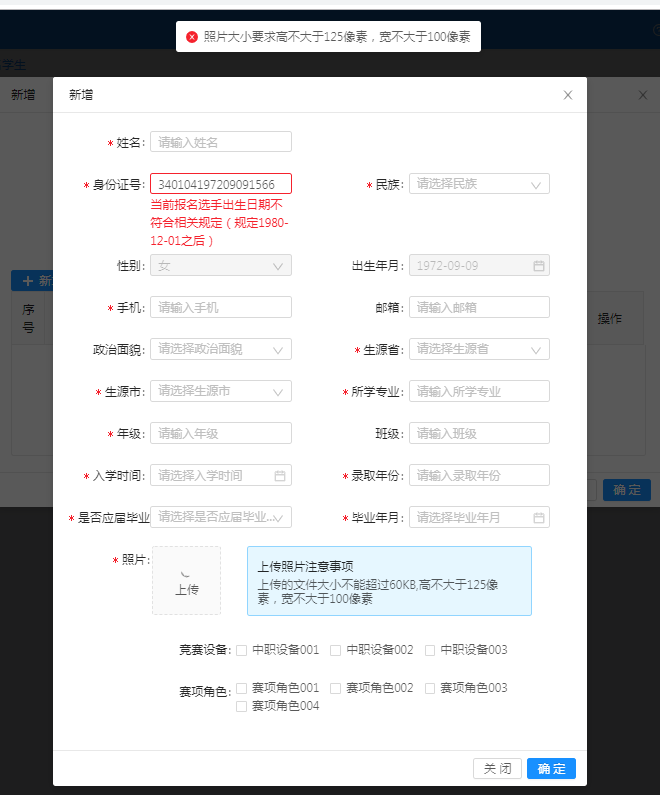 照片大小要求高不大于125像素，宽不大于100像素
学生
新增
新增
* 姓名: 请输入姓名
* 身份证号: 340104197209091566 * 民族: 请选择民族
当前报名选手出生日期不
符合相关规定（规定1980-
12-01之后）
性别: 女 出生年月: 1972-09-09
+ 新
* 手机: 请输入手机 邮箱: 请输入邮箱
序
号
操作
政治面貌: 请选择政治面貌 * 生源省: 请选择生源省
* 生源市: 请选择生源市 * 所学专业: 请输入所学专业
* 年级: 请输入年级 班级: 请输入班级
* 入学时间: 请选择入学时间 * 录取年份: 请输入录取年份
确 定
* 是否应届毕业 请选择是否应届毕业... * 毕业年月: 请选择毕业年月
* 照片:
上传
上传照片注意事项
上传的文件大小不能超过60KB,高不大于125像
素，宽不大于100像素
竞赛设备: 中职设备001 中职设备002 中职设备003
赛项角色: 赛项角色001 赛项角色002 赛项角色003
赛项角色004
关 闭 确 定